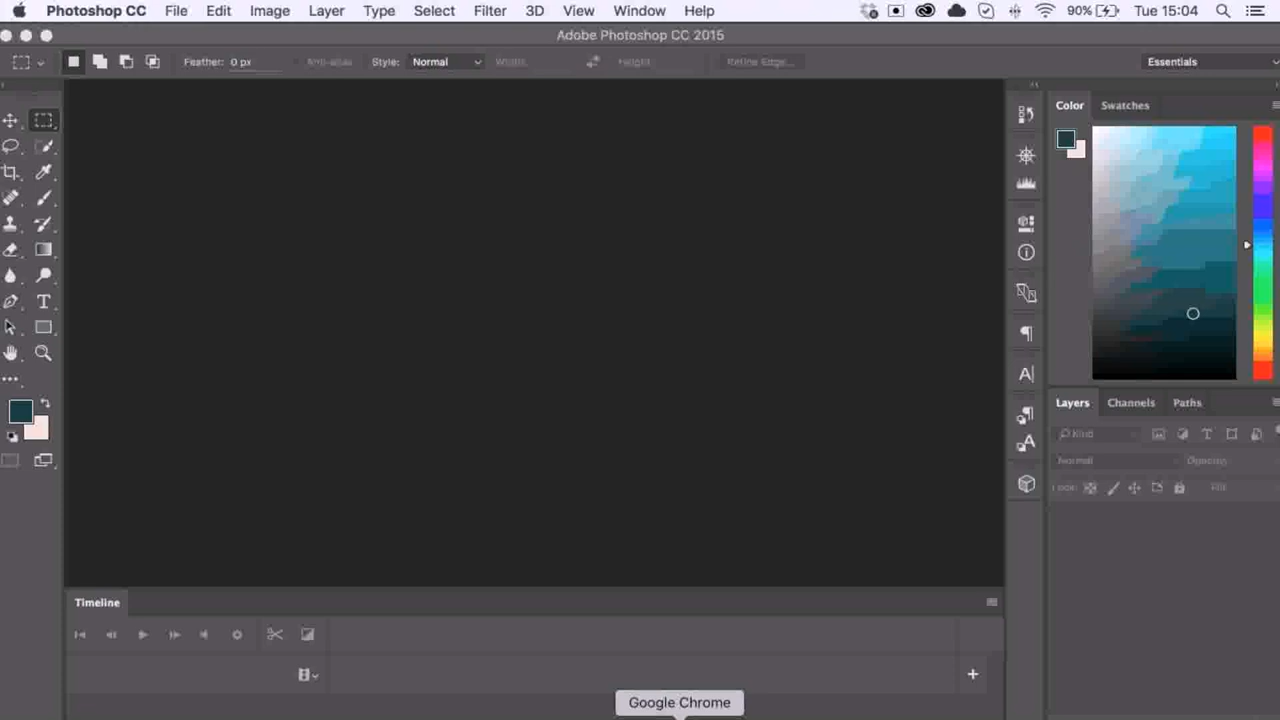 Photoshop CC File Edit Image Layer Type Select Filter 3D View Window Help 90% Tue 15:04
Adobe Photoshop CC 2015
Feather: 0 px Anti-alias Style: Normal Width: Height: Refine Edge... Essentials
Color Swatches
T
A
Layers Channels Paths
Kind
Normal Opacity:
Lock: Fill:
Timeline
Google Chrome